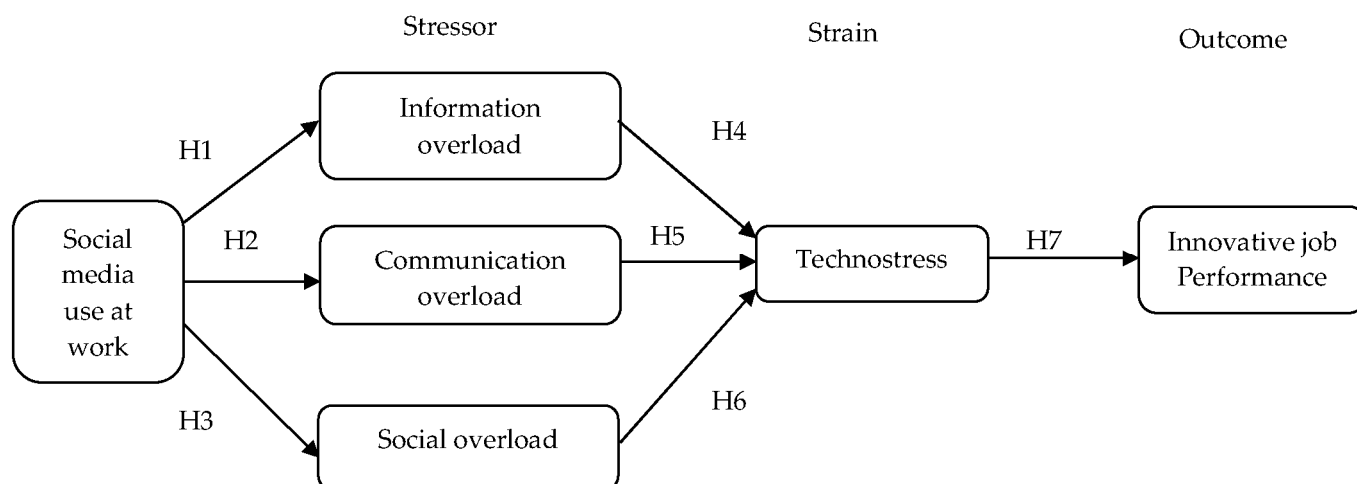 Stressor
Strain
Outcome
Information
overload
H1
H4
Social
media
use at
work
H2
Communication
overload
H5
Technostress
H7
Innovative job
Performance
H3
Social overload
H6